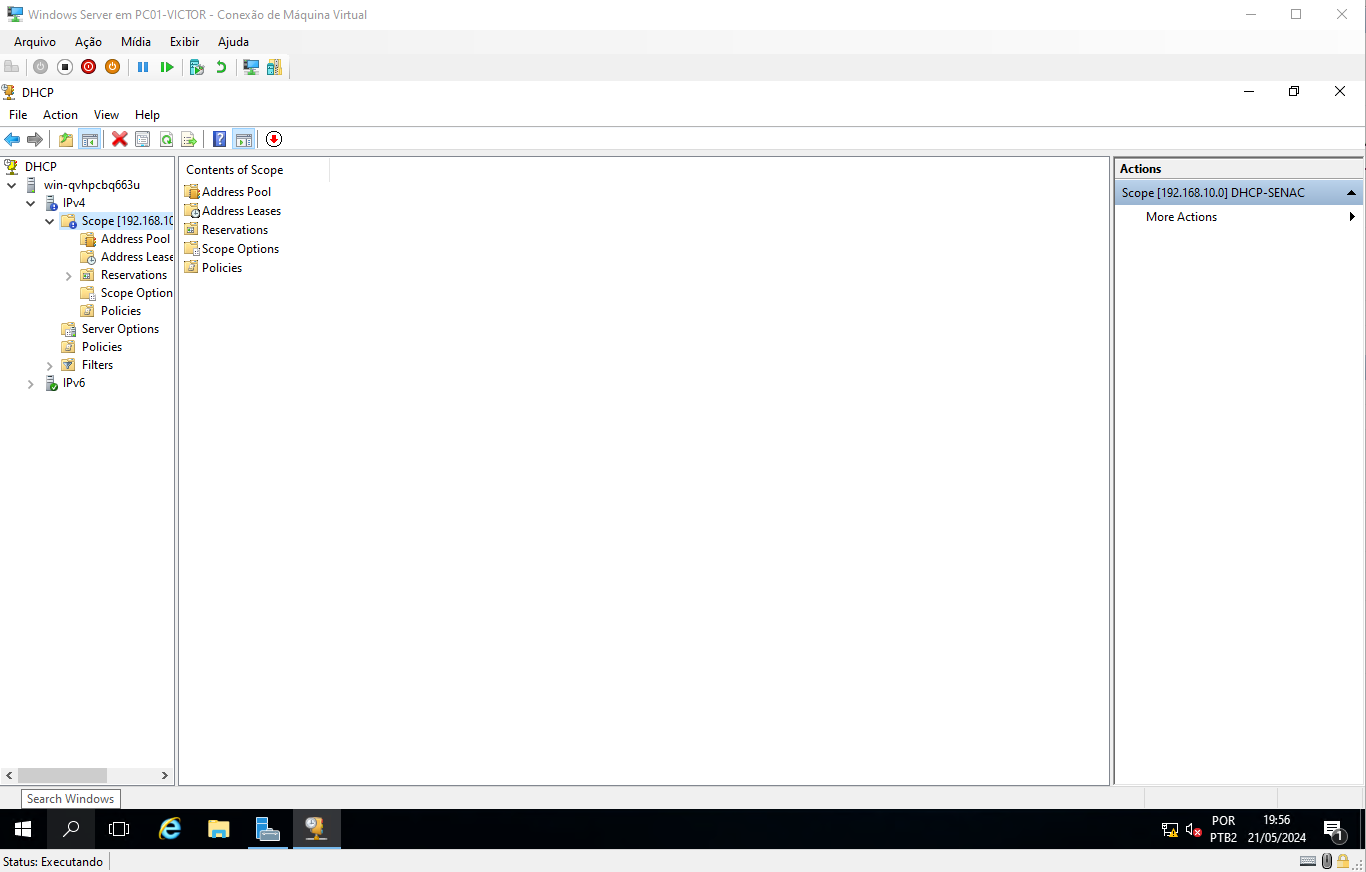 Windows Server em PC01-VICTOR - Conexão de Máquina Virtual
Arquivo Ação Mídia Exibir Ajuda
DHCP
File Action View Help
DHCP
win-qvhpcbq663u
IPv4
Scope [192.168.10
Address Pool
Address Lease
Reservations
Scope Option
Policies
Server Options
Policies
Filters
IPv6
Contents of Scope
Address Pool
Address Leases
Reservations
Scope Options
Policies
Actions
Scope [192.168.10.0] DHCP-SENAC
More Actions
Search Windows
POR
PTB2
19:56
21/05/2024
1
Status: Executando